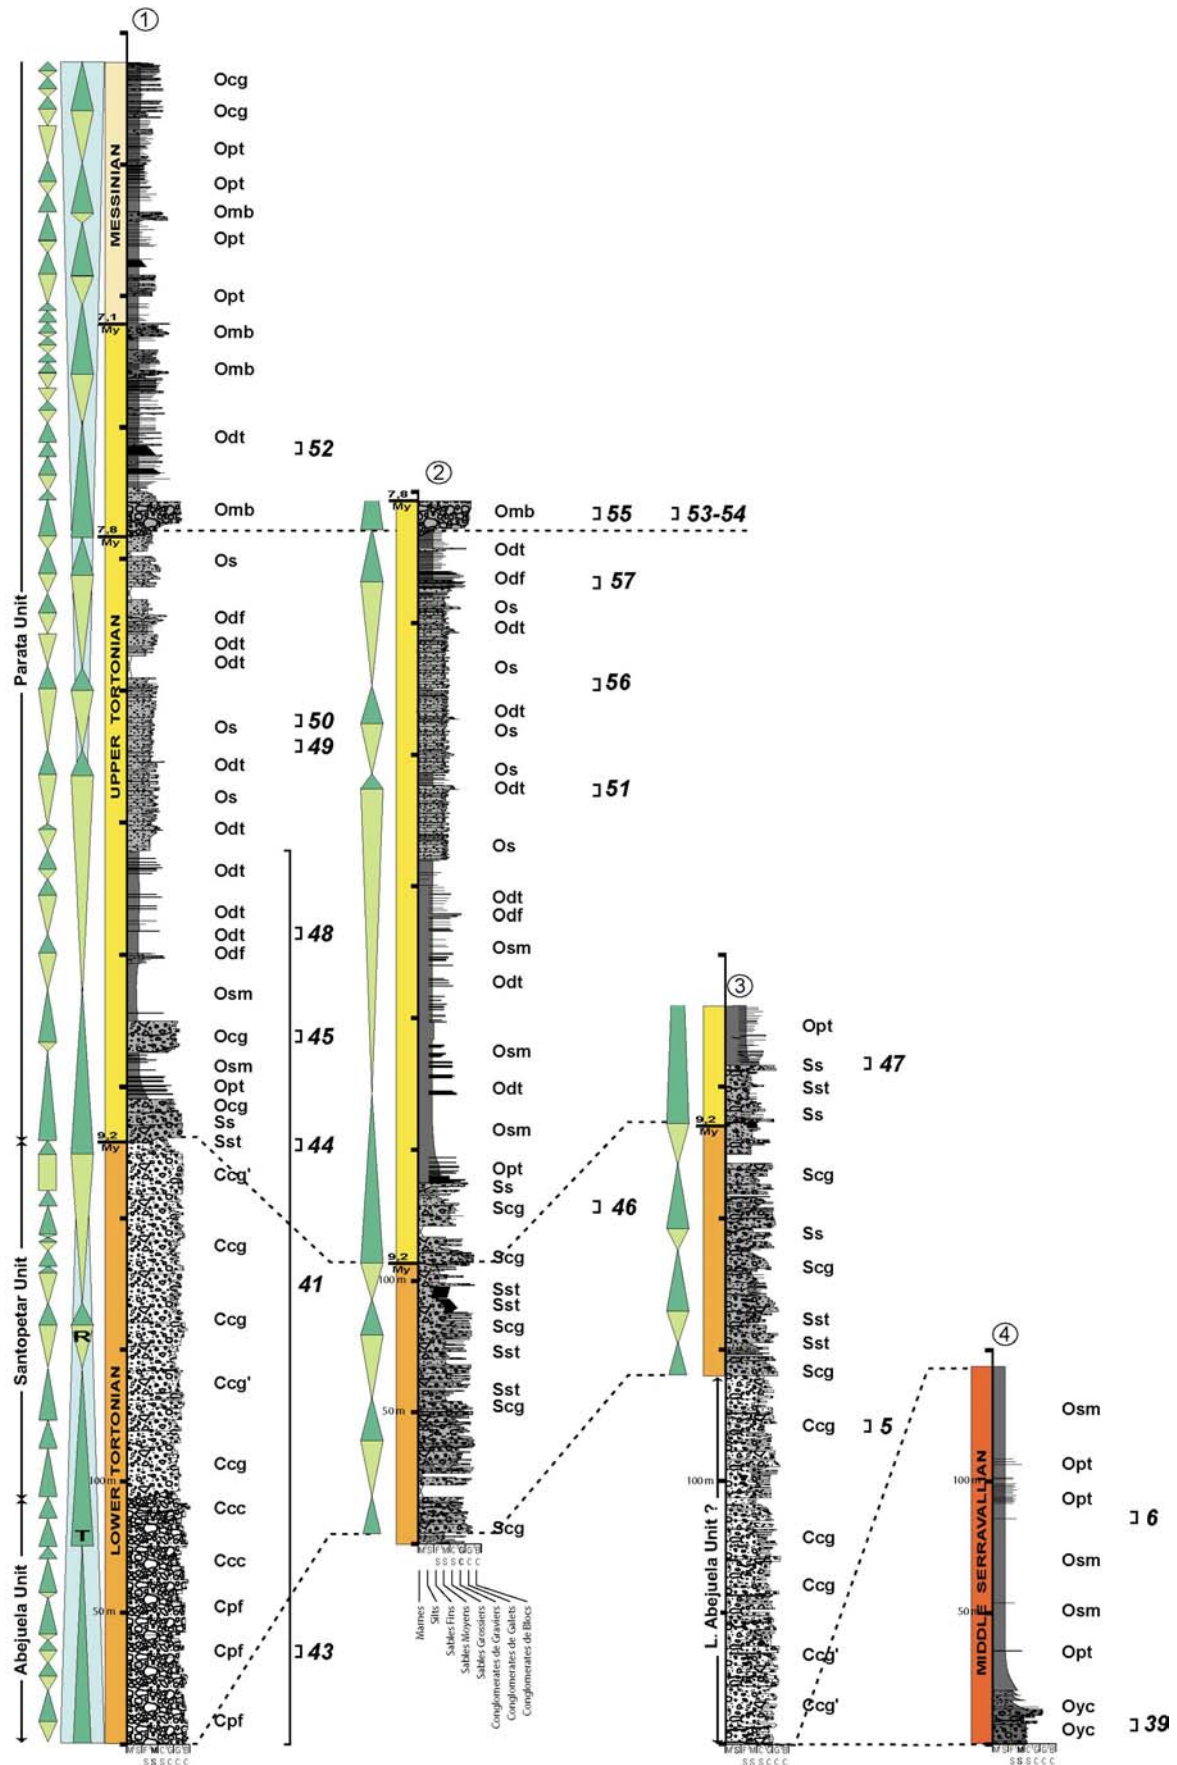 ①
Parata Unit
Santopetar Unit
Abejuela Unit
MESSINIAN
UPPER TORTONIAN
LOWER TORTONIAN
R
T
7,1
My
7,8
My
9,2
My
100 m
50 m
Ocg
Ocg
Opt
Opt
Omb
Opt
Opt
Omb
Omb
Odt
52
Omb
Os
Odf
Odt
Odt
Os
50
49
Odt
Os
Odt
Odt
Odt
Odt
48
Odf
Osm
Ocg
45
Osm
Opt
Ocg
Ss
Sst
44
Ccg'
Ccg
41
Ccg
Ccg'
Ccg
Ccc
Ccc
Cpf
Cpf
43
Cpf
②
7,8
My
9,2
My
100 m
50 m
Omb
55
53-54
Odt
Odf
57
Os
Odt
Os
56
Odt
Os
Os
Odt
51
Os
Odt
Odf
Osm
Odt
Osm
Odt
Osm
Opt
Ss
Scg
46
Scg
Sst
Sst
Scg
Sst
Sst
Scg
Scg
Marnes
Silts
Sables Fins
Sables Moyens
Sables Grossiers
Conglomerates de Graviers
Conglomerates de Galets
Conglomerates de Blocs
③
9,2
My
100 m
L. Abejuela Unit ?
Opt
Ss
47
Sst
Ss
Scg
Ss
Scg
Sst
Sst
Scg
Ccg
5
Ccg
Ccg
Ccg'
Ccg'
④
MIDDLE SERRAVALLIAN
100 m
50 m
Osm
Opt
Opt
6
Osm
Osm
Opt
Oyc
Oyc
39